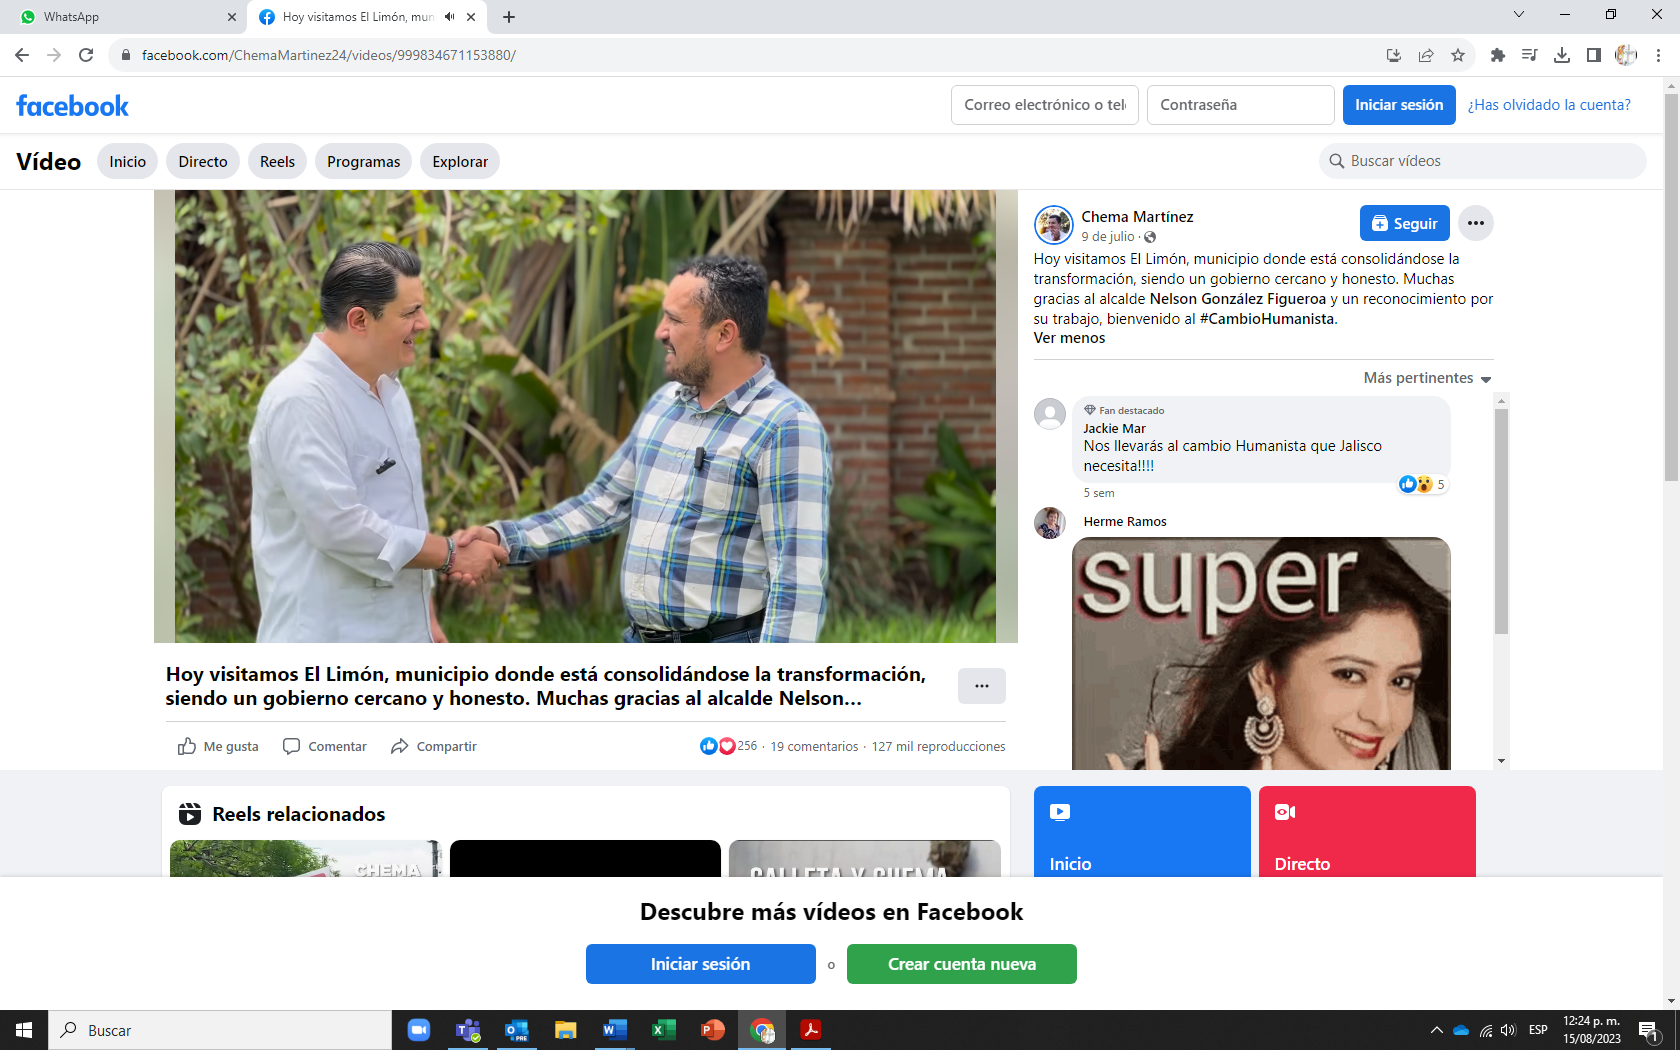 WhatsApp
Hoy visitamos El Limón, mun
facebook.com/ChemaMartinez24/videos/999834671153880/
facebook
Correo electrónico o tel
Contraseña
Iniciar sesión
¿Has olvidado la cuenta?
Vídeo
Inicio
Directo
Reels
Programas
Explorar
Buscar vídeos
Chema Martínez
9 de julio ·
Seguir
Hoy visitamos El Limón, municipio donde está consolidándose la
transformación, siendo un gobierno cercano y honesto. Muchas
gracias al alcalde Nelson González Figueroa y un reconocimiento por
su trabajo, bienvenido al #CambioHumanista.
Ver menos
Más pertinentes
Fan destacado
Jackie Mar
Nos llevarás al cambio Humanista que Jalisco
necesita!!!!
5
5 sem
Herme Ramos
super
Hoy visitamos El Limón, municipio donde está consolidándose la transformación,
siendo un gobierno cercano y honesto. Muchas gracias al alcalde Nelson...
Me gusta
Comentar
Compartir
256 · 19 comentarios · 127 mil reproducciones
Reels relacionados
CHEMA
CALLETA Y CHEMA
Inicio
Directo
Descubre más vídeos en Facebook
Iniciar sesión
o
Crear cuenta nueva
Buscar
PRE
ESP
12:24 p. m.
15/08/2023
1